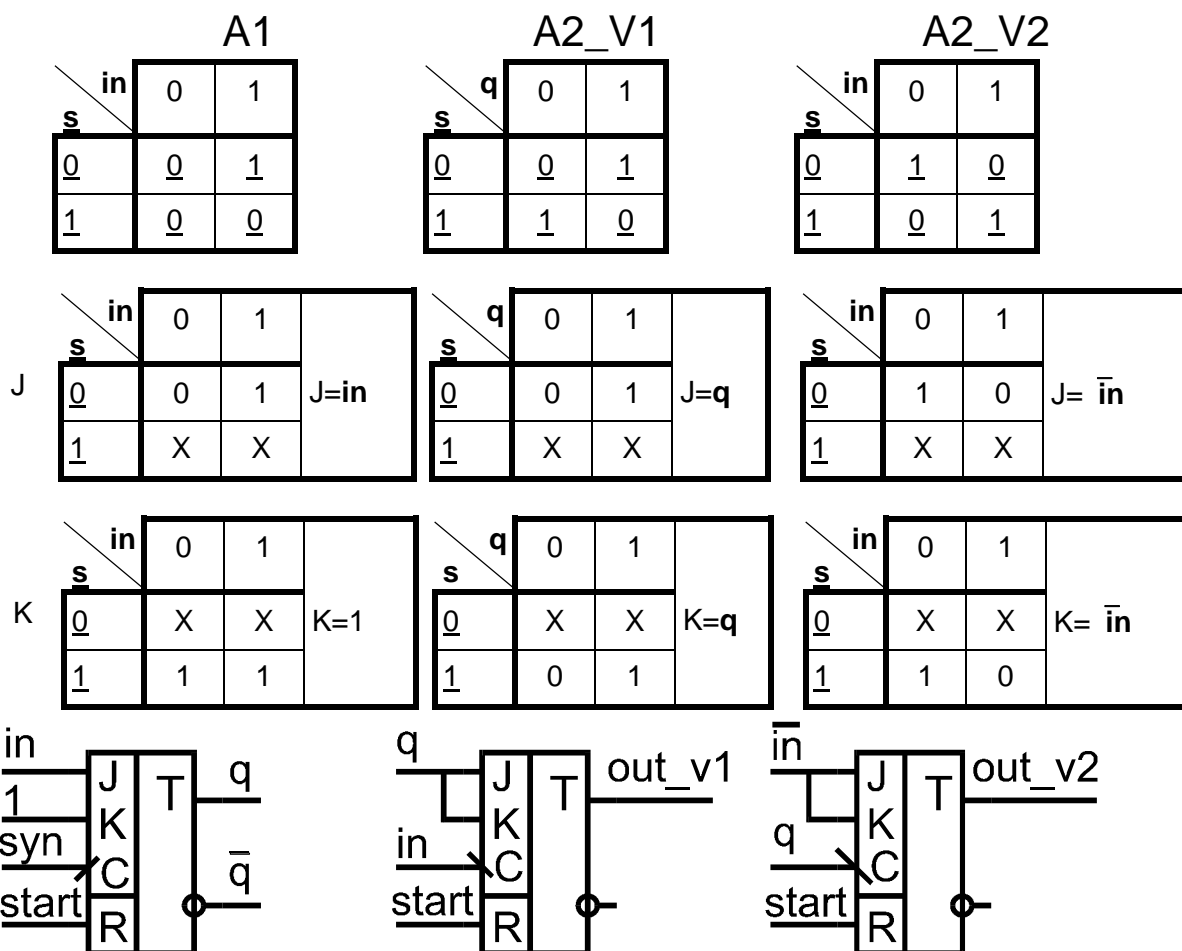 A1 A2_V1 A2_V2
in 0 1 q 0 1 in 0 1
s s s
0 0 1 0 0 1 0 1 0
1 0 0 1 1 0 1 0 1
in 0 1 q 0 1 in 0 1
s s s
J 0 0 1 J=in 0 0 1 J=q 0 1 0 J= i̅n̅
1 X X 1 X X 1 X X
in 0 1 q 0 1 in 0 1
s s s
K 0 X X K=1 0 X X K=q 0 X X K= i̅n̅
1 1 1 1 0 1 1 1 0
in J T q q J T out_v1 i̅n̅ J T out_v2
1 K K K
syn C q̅ in C q C
start R start R start R